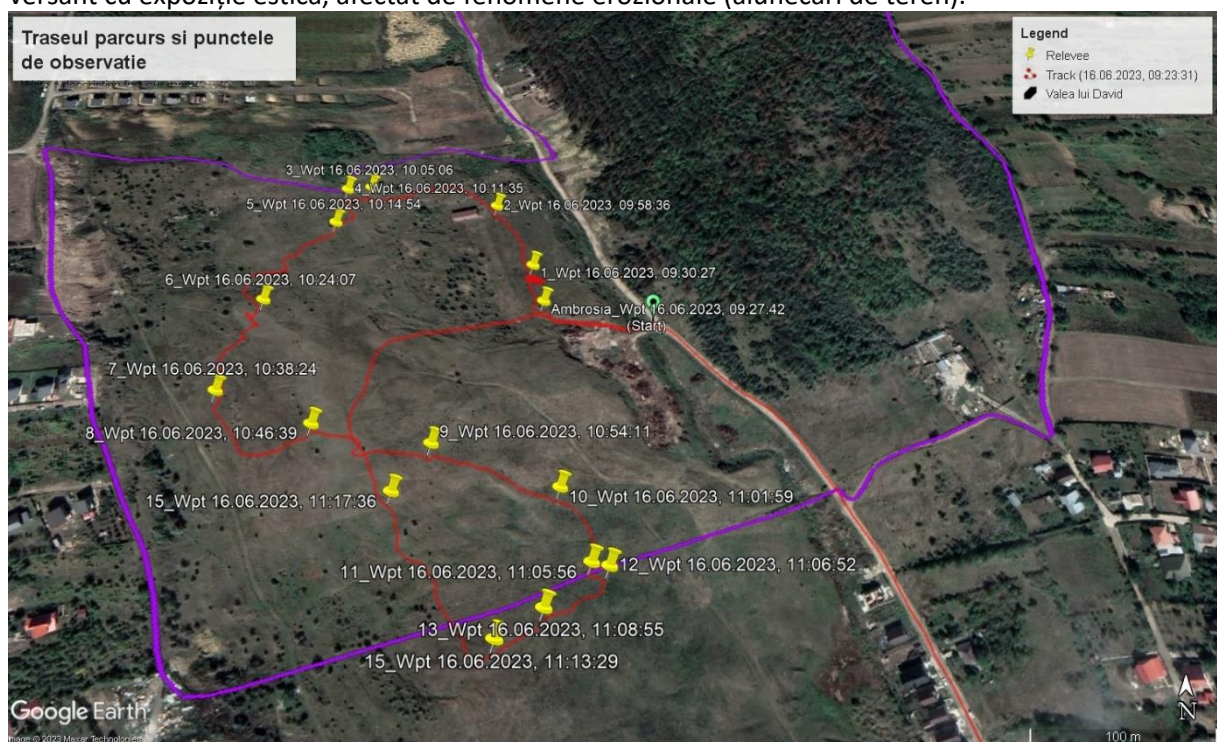 versant cu expoziție estică, afectat de fenomene erozionale (alunecări de teren).
Traseul parcurs si punctele
de observatie
Legend
Relevee
Track (16.06.2023, 09:23:31)
Valea lui David
3_Wpt 16.06.2023, 10:05:06
4_Wpt 16.06.2023, 10:11:35
5_Wpt 16.06.2023, 10:14:54
2_Wpt 16.06.2023, 09:58:36
6_Wpt 16.06.2023, 10:24:07
1_Wpt 16.06.2023, 09:30:27
Ambrosia_Wpt 16.06.2023, 09:27:42
(Start)
7_Wpt 16.06.2023, 10:38:24
8_Wpt 16.06.2023, 10:46:39
9_Wpt 16.06.2023, 10:54:11
15_Wpt 16.06.2023, 11:17:36
10_Wpt 16.06.2023, 11:01:59
11_Wpt 16.06.2023, 11:05:56
12_Wpt 16.06.2023, 11:06:52
13_Wpt 16.06.2023, 11:08:55
15_Wpt 16.06.2023, 11:13:29
Google Earth
Image © 2023 Maxar Technologies
N
100 m